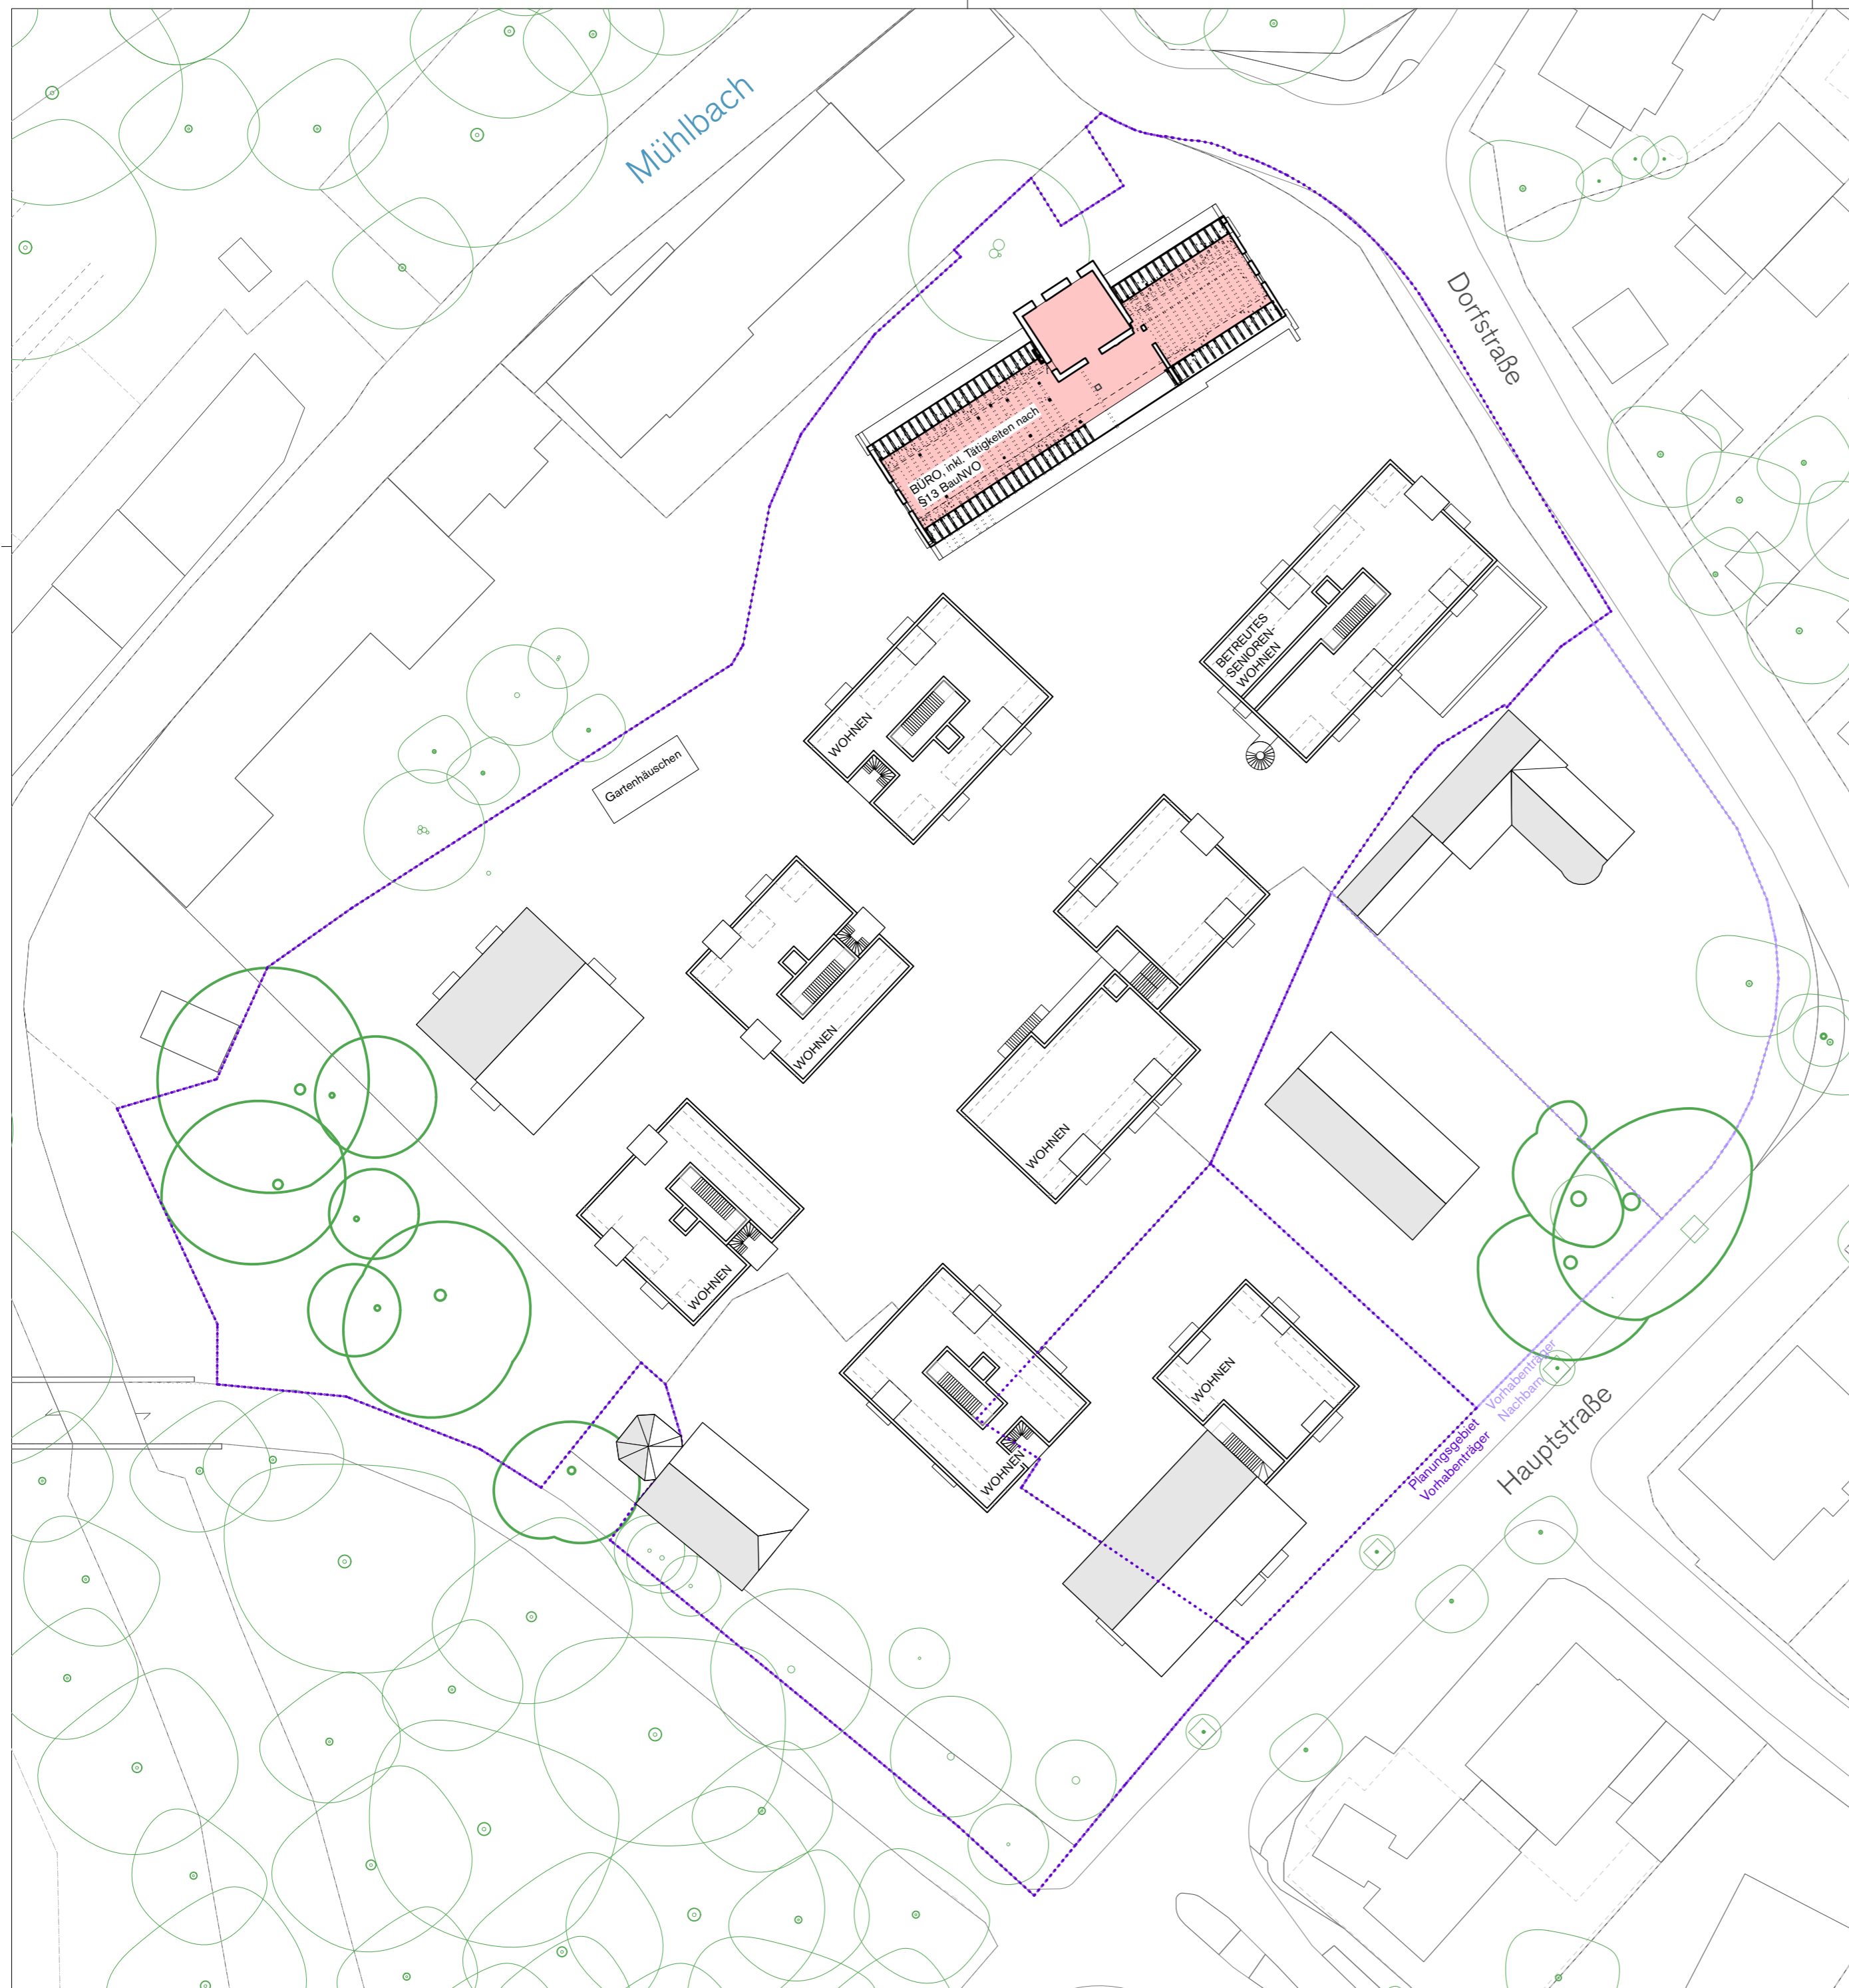 Mühlbach
Dorfstraße
BÜRO, inkl. Tätigkeiten nach
§13 BauNVO
BETREUTES
SENIOREN-
WOHNEN
WOHNEN
Gartenhäuschen
WOHNEN
WOHNEN
WOHNEN
WOHNEN
WOHNEN
Vorhabenträger
Nachbarn
Planungsgebiet
Vorhabenträger
Hauptstraße